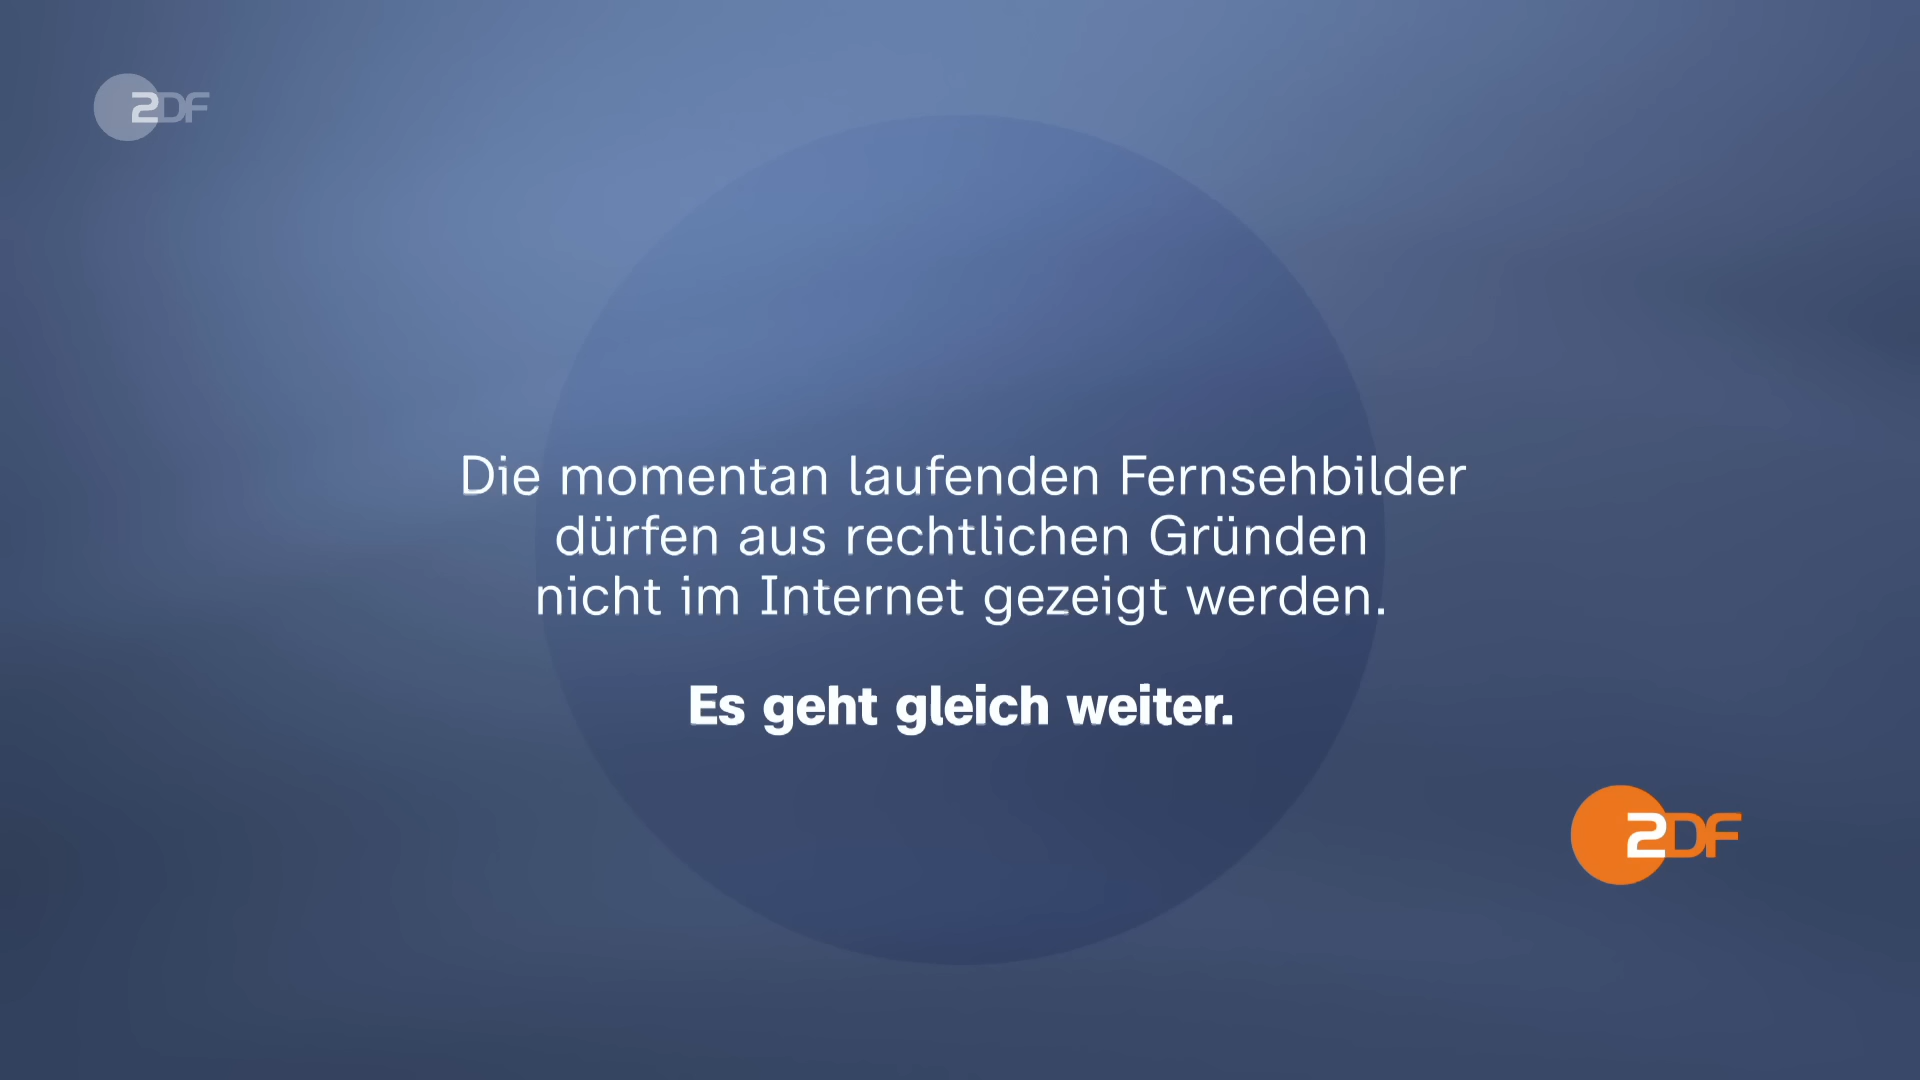 ZDF
Die momentan laufenden Fernsehbilder
dürfen aus rechtlichen Gründen
nicht im Internet gezeigt werden.
Es geht gleich weiter.
ZDF